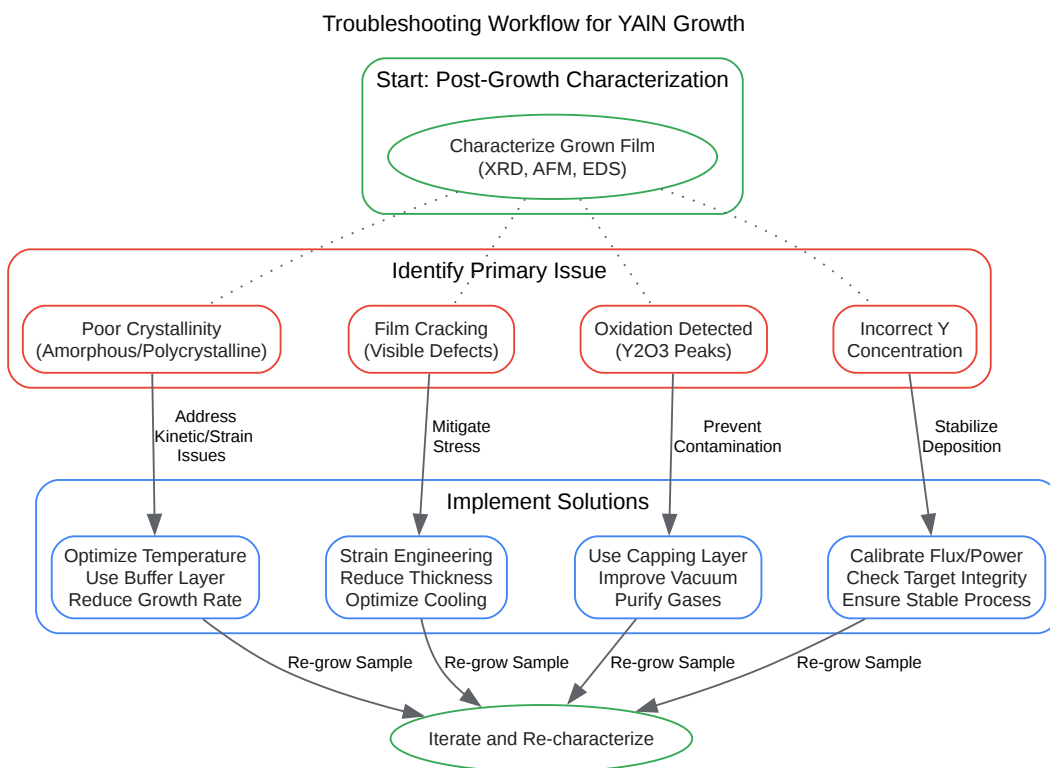 Troubleshooting Workflow for YAlN Growth
Start: Post-Growth Characterization
Characterize Grown Film
(XRD, AFM, EDS)
Identify Primary Issue
Poor Crystallinity
(Amorphous/Polycrystalline)
Film Cracking
(Visible Defects)
Oxidation Detected
(Y2O3 Peaks)
Incorrect Y
Concentration
Address
Kinetic/Strain
Issues
Mitigate
Stress
Prevent
Contamination
Stabilize
Deposition
Implement Solutions
Optimize Temperature
Use Buffer Layer
Reduce Growth Rate
Strain Engineering
Reduce Thickness
Optimize Cooling
Use Capping Layer
Improve Vacuum
Purify Gases
Calibrate Flux/Power
Check Target Integrity
Ensure Stable Process
Re-grow Sample
Re-grow Sample
Re-grow Sample
Re-grow Sample
Iterate and Re-characterize